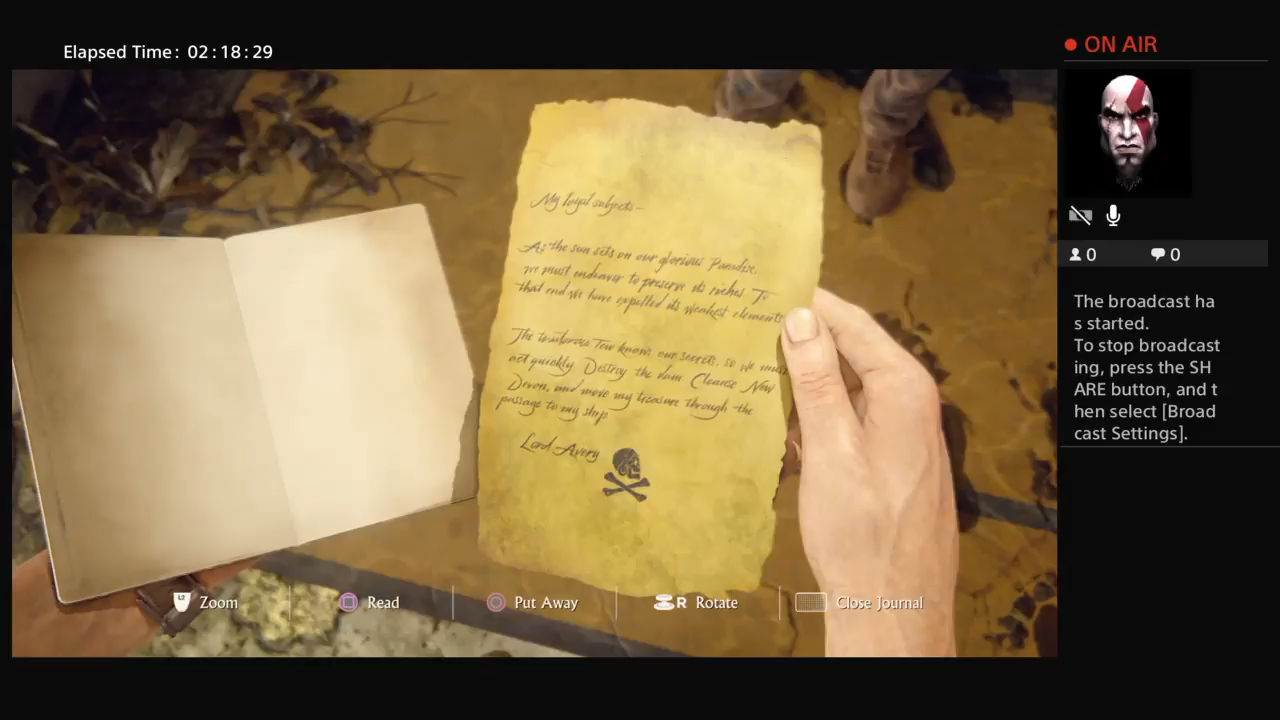 Elapsed Time: 02:18:29
ON AIR
My loyal subjects-
As the sun sets on our glorious Paradise,
we must endeavor to preserve its riches To
that end we have expelled its weakest elements
The traitorous Tew knows our secrets, so we must
act quickly Destroy the dam Cleanse New
Devon, and move my treasure through the
passage to my ship
Lord Avery
L2 Zoom
Read
Put Away
R Rotate
Close Journal
0
0
The broadcast ha
s started.
To stop broadcast
ing, press the SH
ARE button, and t
hen select [Broad
cast Settings].